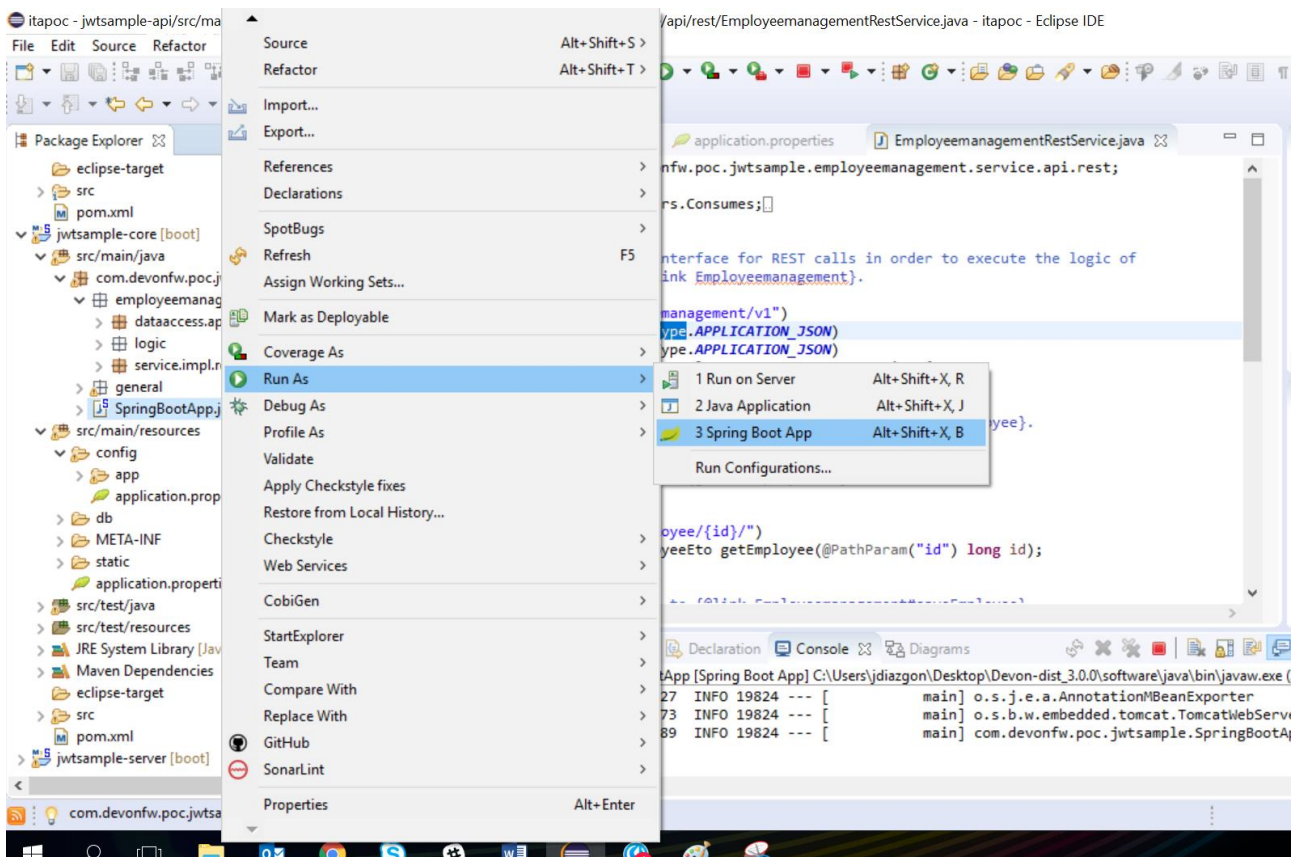 itapoc - jwtsample-api/src/ma
/api/rest/EmployeemanagementRestService.java - itapoc - Eclipse IDE
File Edit Source Refactor
Package Explorer
eclipse-target
src
pom.xml
jwtsample-core [boot]
src/main/java
com.devonfw.poc.j
employeemanag
dataaccess.ap
logic
service.impl.r
general
SpringBootApp.j
src/main/resources
config
app
application.prop
db
META-INF
static
application.properti
src/test/java
src/test/resources
JRE System Library [Jav
Maven Dependencies
eclipse-target
src
pom.xml
jwtsample-server [boot]
com.devonfw.poc.jwtsa
Source Alt+Shift+S >
Refactor Alt+Shift+T >
Import...
Export...
References >
Declarations >
SpotBugs >
Refresh F5
Assign Working Sets...
Mark as Deployable
Coverage As >
Run As >
Debug As >
Profile As >
Validate
Apply Checkstyle fixes
Restore from Local History...
Checkstyle >
Web Services >
CobiGen >
StartExplorer >
Team >
Compare With >
Replace With >
GitHub >
SonarLint >
Properties Alt+Enter
1 Run on Server Alt+Shift+X, R
2 Java Application Alt+Shift+X, J
3 Spring Boot App Alt+Shift+X, B
Run Configurations...
application.properties EmployeemanagementRestService.java
nfw.poc.jwtsample.employeemanagement.service.api.rest;
rs.Consumes;
nterface for REST calls in order to execute the logic of
ink Employeemanagement}.
management/v1")
ype.APPLICATION_JSON)
ype.APPLICATION_JSON)
yee}.
oyee/{id}/")
yeeEto getEmployee(@PathParam("id") long id);
Declaration Console Diagrams
tApp [Spring Boot App] C:\Users\jdiazgon\Desktop\Devon-dist_3.0.0\software\java\bin\javaw.exe (
27 INFO 19824 --- [ main] o.s.j.e.a.AnnotationMBeanExporter
73 INFO 19824 --- [ main] o.s.b.w.embedded.tomcat.TomcatWebServe
89 INFO 19824 --- [ main] com.devonfw.poc.jwtsample.SpringBootAp